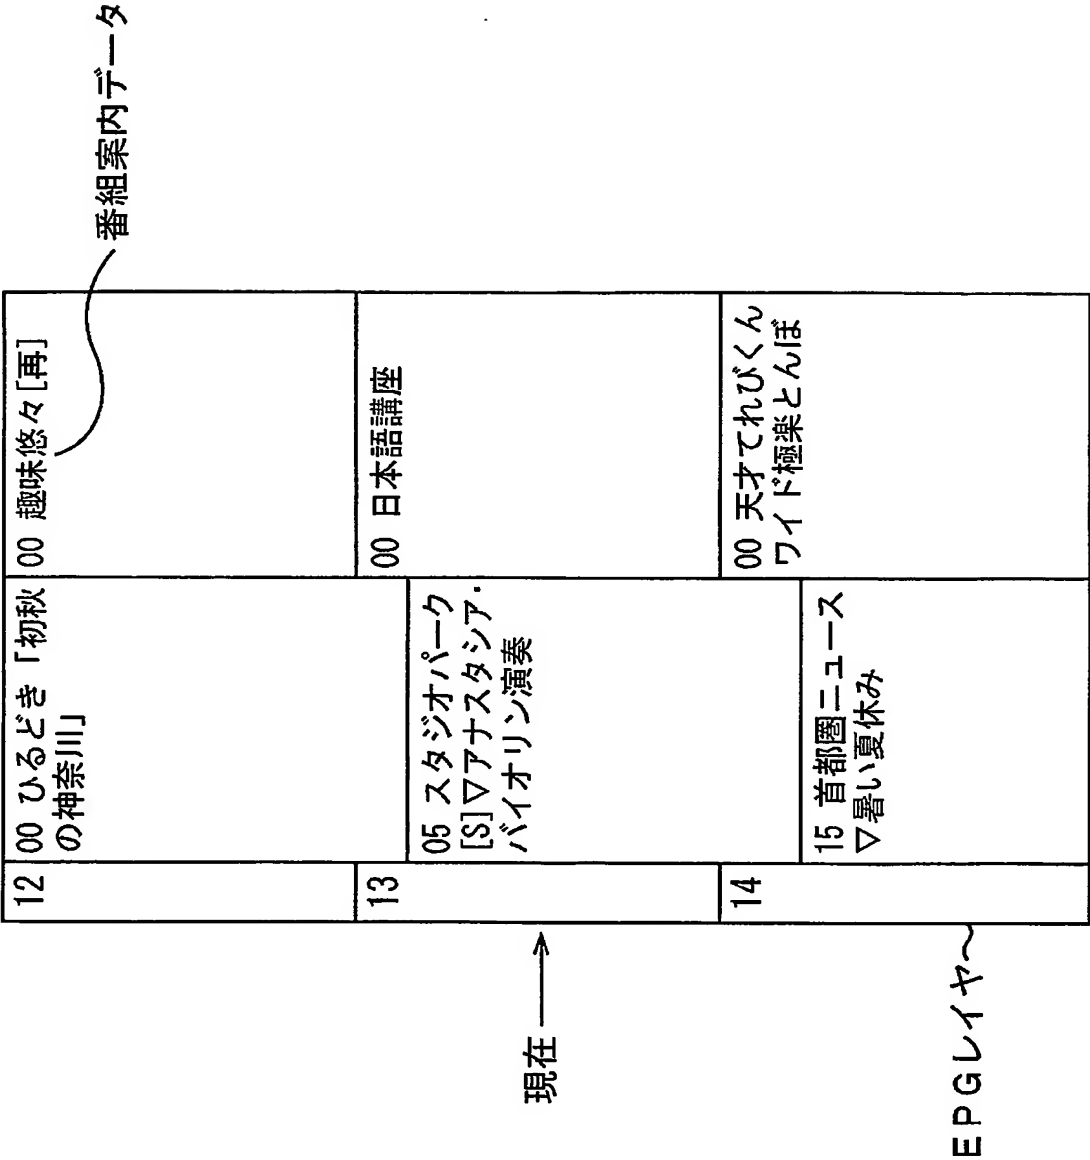 番組案内データ
12
00 ひるどき「初秋
の神奈川」
00 趣味悠々[再]
13
05 スタジオパーク
[S]▽アナスタシア・
バイオリン演奏
00 日本語講座
14
15 首都圏ニュース
▽暑い夏休み
00 天才てれびくん
ワイド極楽とんぼ
現在
EPGレイヤ